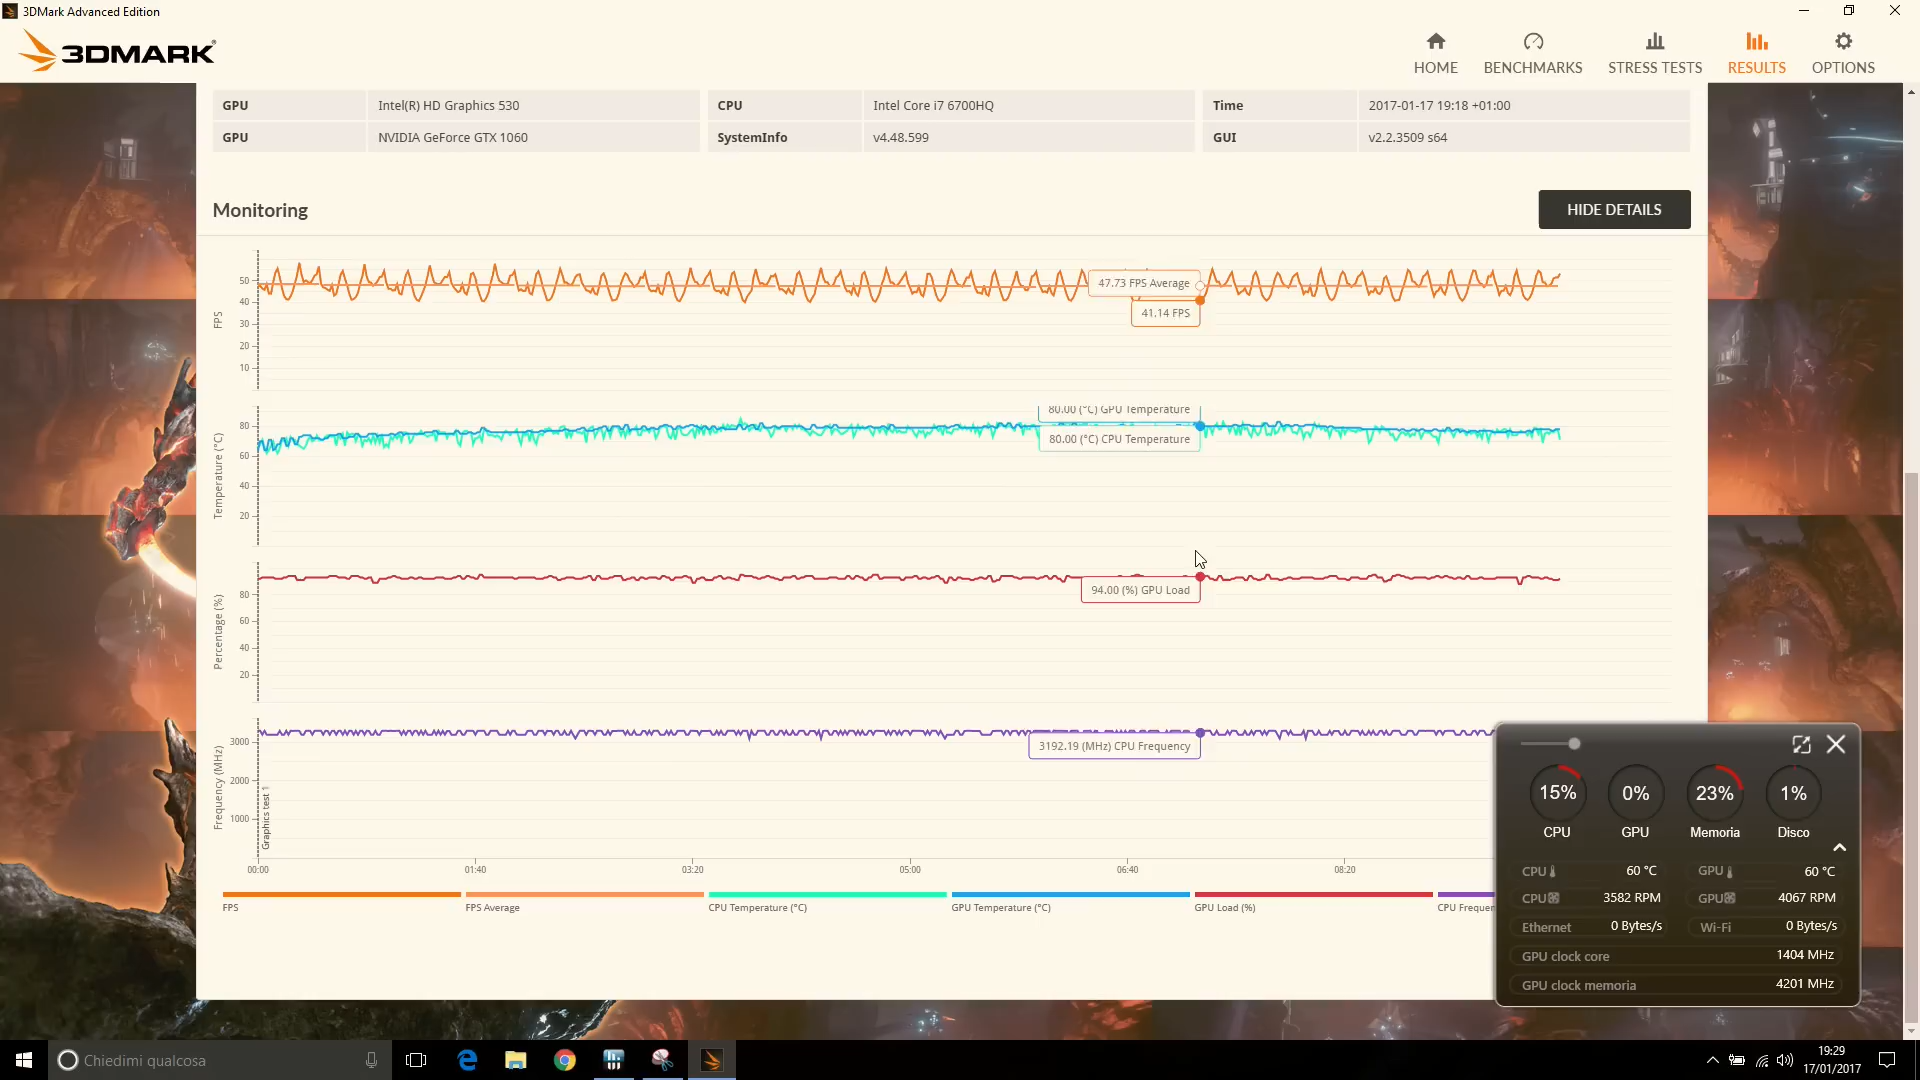 3DMark Advanced Edition
3DMARK
HOME
BENCHMARKS
STRESS TESTS
RESULTS
OPTIONS
GPU Intel(R) HD Graphics 530 CPU Intel Core i7 6700HQ Time 2017-01-17 19:18 +01:00
GPU NVIDIA GeForce GTX 1060 SystemInfo v4.48.599 GUI v2.2.3509 s64
Monitoring
HIDE DETAILS
FPS
50
40
30
20
10
47.73 FPS Average
41.14 FPS
Temperature (°C)
80
60
40
20
80.00 (°C) GPU Temperature
80.00 (°C) CPU Temperature
Percentage (%)
80
60
40
20
94.00 (%) GPU Load
Frequency (MHz)
3000
2000
1000
3192.19 (MHz) CPU Frequency
Graphics test 1
00:00 01:40 03:20 05:00 06:40 08:20
FPS FPS Average CPU Temperature (°C) GPU Temperature (°C) GPU Load (%) CPU Frequen
15% 0% 23% 1%
CPU GPU Memoria Disco
CPU 60 °C GPU 60 °C
CPU 3582 RPM GPU 4067 RPM
Ethernet 0 Bytes/s Wi-Fi 0 Bytes/s
GPU clock core 1404 MHz
GPU clock memoria 4201 MHz
Chiedimi qualcosa
19:29
17/01/2017